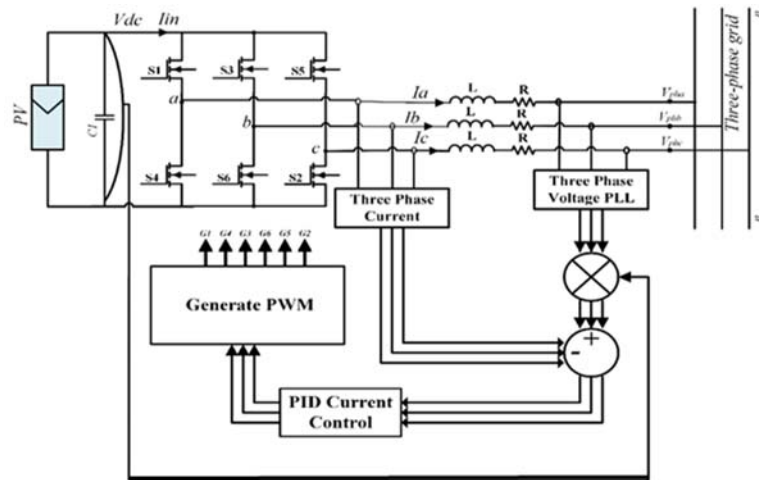 Vdc
Iin
S1
S3
S5
PV
C1
a
b
c
Ia
L
R
Ib
L
R
Ic
L
R
Three-phase grid
S4
S6
S2
Three Phase
Current
Three Phase
Voltage PLL
G1
G4
G3
G6
G5
G2
Generate PWM
+
-
PID Current
Control